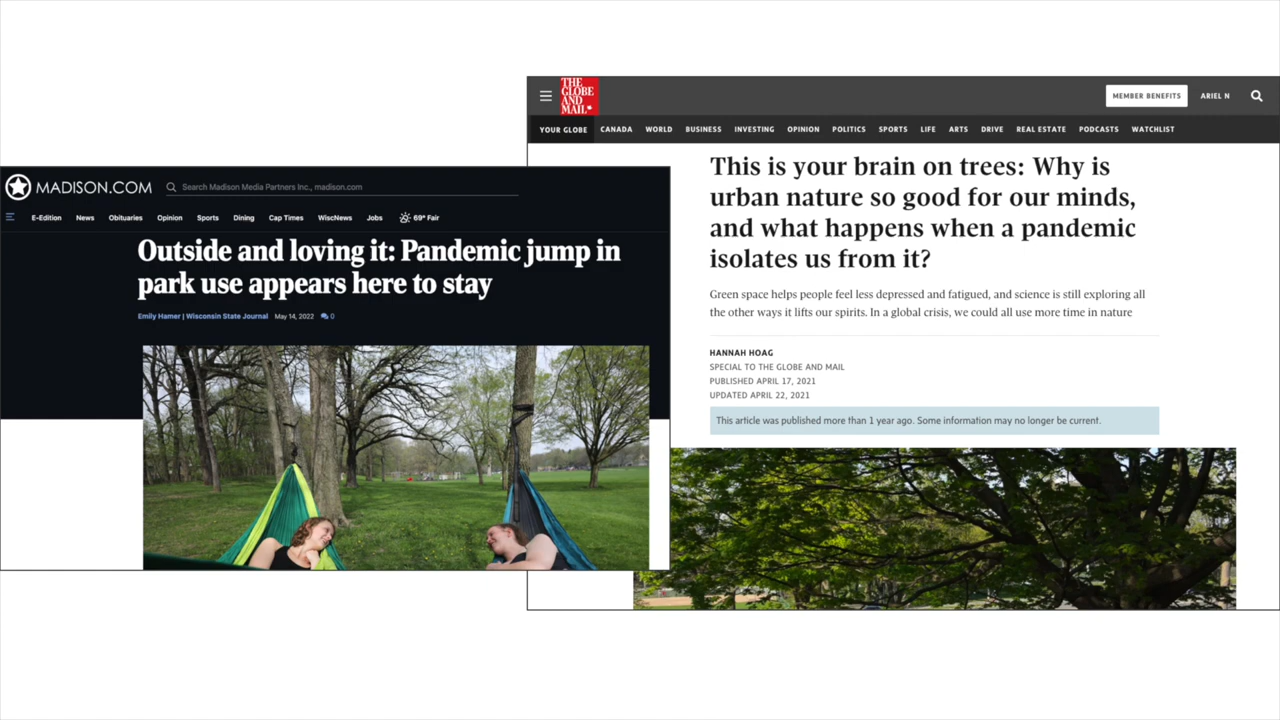 MADISON.COM
Search Madison Media Partners Inc., madison.com
E-Edition News Obituaries Opinion Sports Dining Cap Times WiscNews Jobs 69° Fair
Outside and loving it: Pandemic jump in
park use appears here to stay
Emily Hamer | Wisconsin State Journal May 14, 2022 0
THE
GLOBE
AND
MAIL
MEMBER BENEFITS ARIEL N
YOUR GLOBE CANADA WORLD BUSINESS INVESTING OPINION POLITICS SPORTS LIFE ARTS DRIVE REAL ESTATE PODCASTS WATCHLIST
This is your brain on trees: Why is
urban nature so good for our minds,
and what happens when a pandemic
isolates us from it?
Green space helps people feel less depressed and fatigued, and science is still exploring all
the other ways it lifts our spirits. In a global crisis, we could all use more time in nature
HANNAH HOAG
SPECIAL TO THE GLOBE AND MAIL
PUBLISHED APRIL 17, 2021
UPDATED APRIL 22, 2021
This article was published more than 1 year ago. Some information may no longer be current.